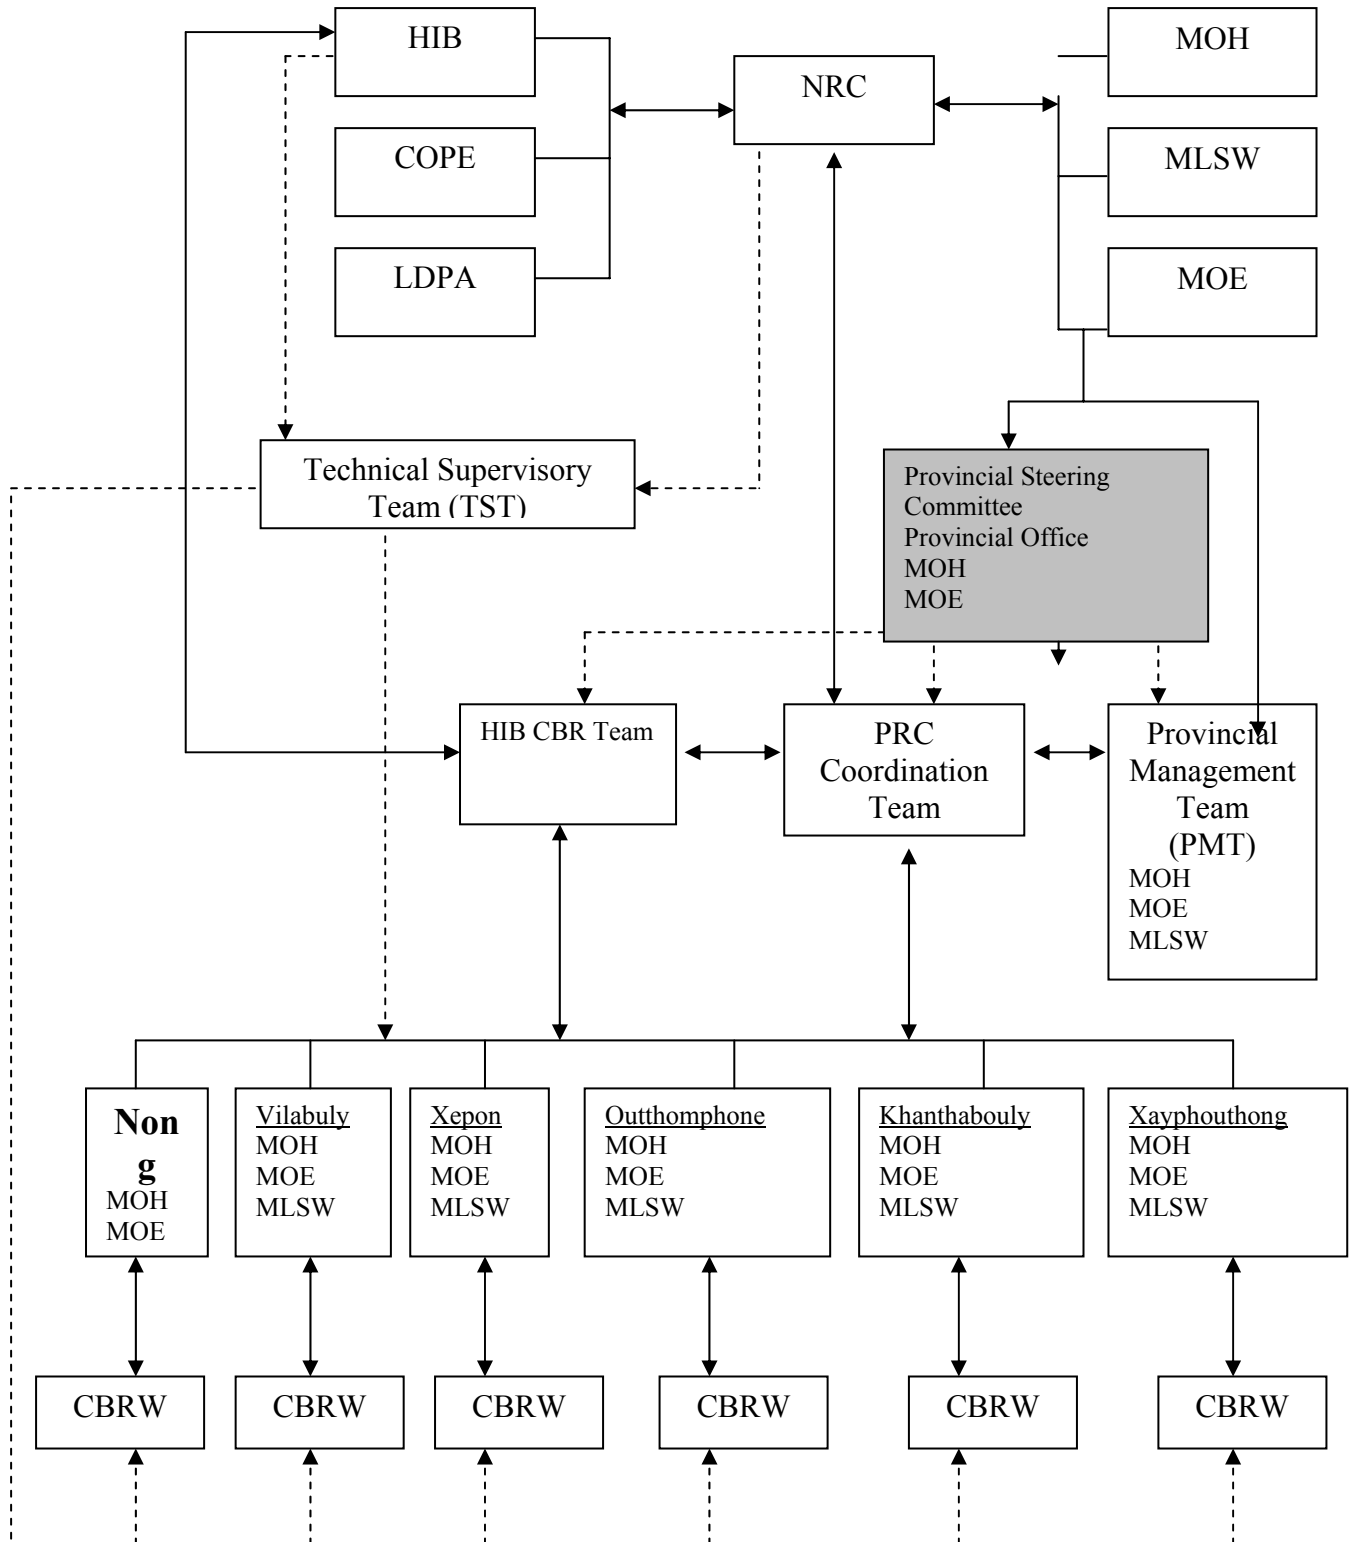 HIB
MOH
NRC
COPE
MLSW
LDPA
MOE
Technical Supervisory
Team (TST)
Provincial Steering
Committee
Provincial Office
MOH
MOE
HIB CBR Team
PRC
Coordination
Team
Provincial
Management
Team
(PMT)
MOH
MOE
MLSW
Non
g
MOH
MOE
Vilabuly
MOH
MOE
MLSW
Xepon
MOH
MOE
MLSW
Outthomphone
MOH
MOE
MLSW
Khanthabouly
MOH
MOE
MLSW
Xayphouthong
MOH
MOE
MLSW
CBRW
CBRW
CBRW
CBRW
CBRW
CBRW